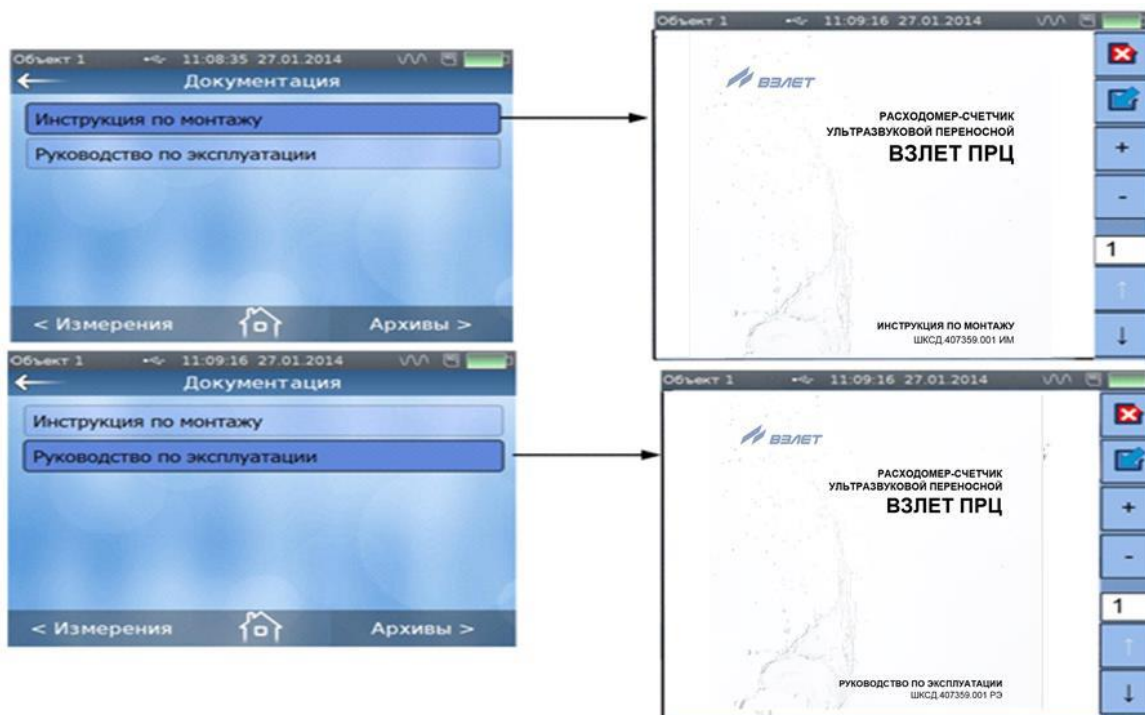 Объект 1 11:08:35 27.01.2014
Документация
Инструкция по монтажу
Руководство по эксплуатации
< Измерения Архивы >
Объект 1 11:09:16 27.01.2014
ВЗЛЕТ
РАСХОДОМЕР-СЧЕТЧИК
УЛЬТРАЗВУКОВОЙ ПЕРЕНОСНОЙ
ВЗЛЕТ ПРЦ
ИНСТРУКЦИЯ ПО МОНТАЖУ
ШКСД.407359.001 ИМ
+
-
1
↑
↓
Объект 1 11:09:16 27.01.2014
Документация
Инструкция по монтажу
Руководство по эксплуатации
< Измерения Архивы >
Объект 1 11:09:16 27.01.2014
ВЗЛЕТ
РАСХОДОМЕР-СЧЕТЧИК
УЛЬТРАЗВУКОВОЙ ПЕРЕНОСНОЙ
ВЗЛЕТ ПРЦ
РУКОВОДСТВО ПО ЭКСПЛУАТАЦИИ
ШКСД.407359.001 РЭ
+
-
1
↑
↓